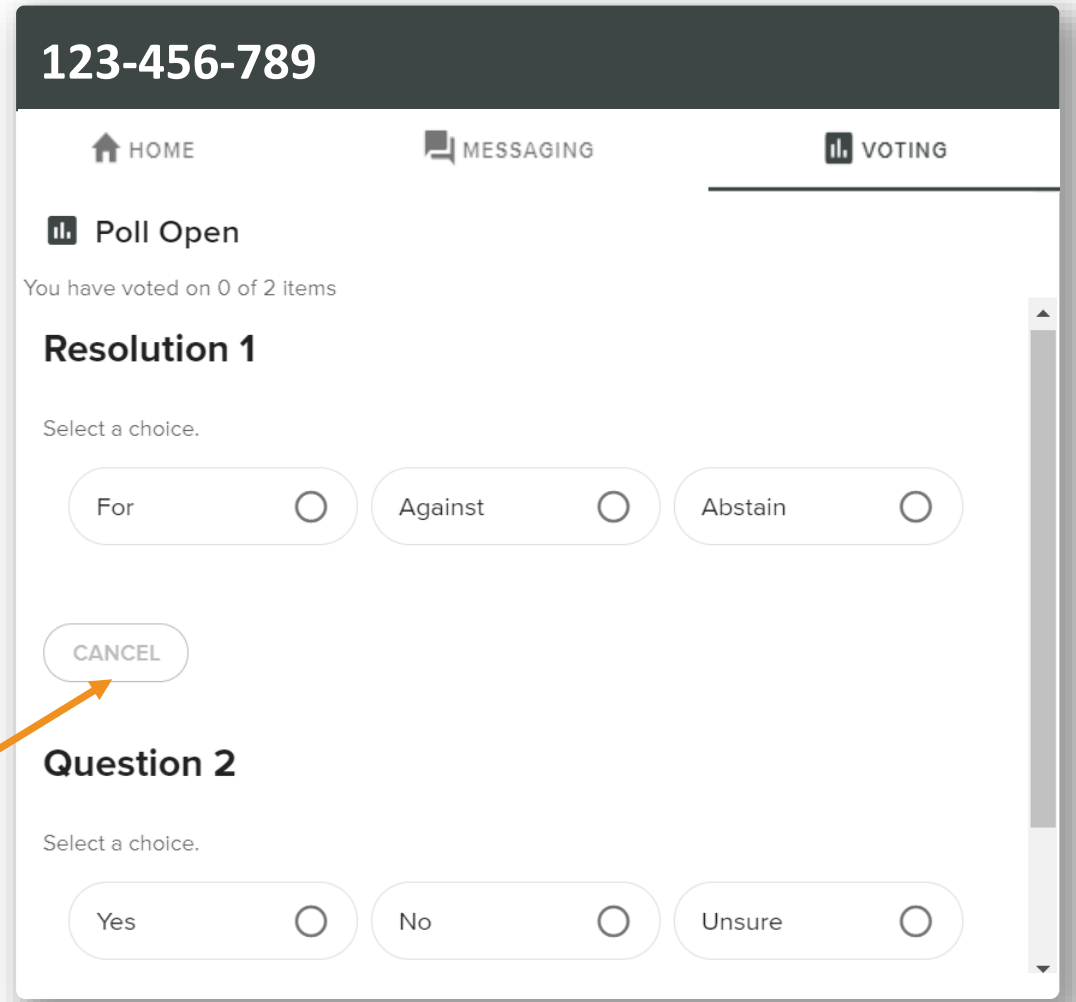 123-456-789
HOME MESSAGING VOTING
Poll Open
You have voted on 0 of 2 items
Resolution 1
Select a choice.
For Against Abstain
CANCEL
Question 2
Select a choice.
Yes No Unsure